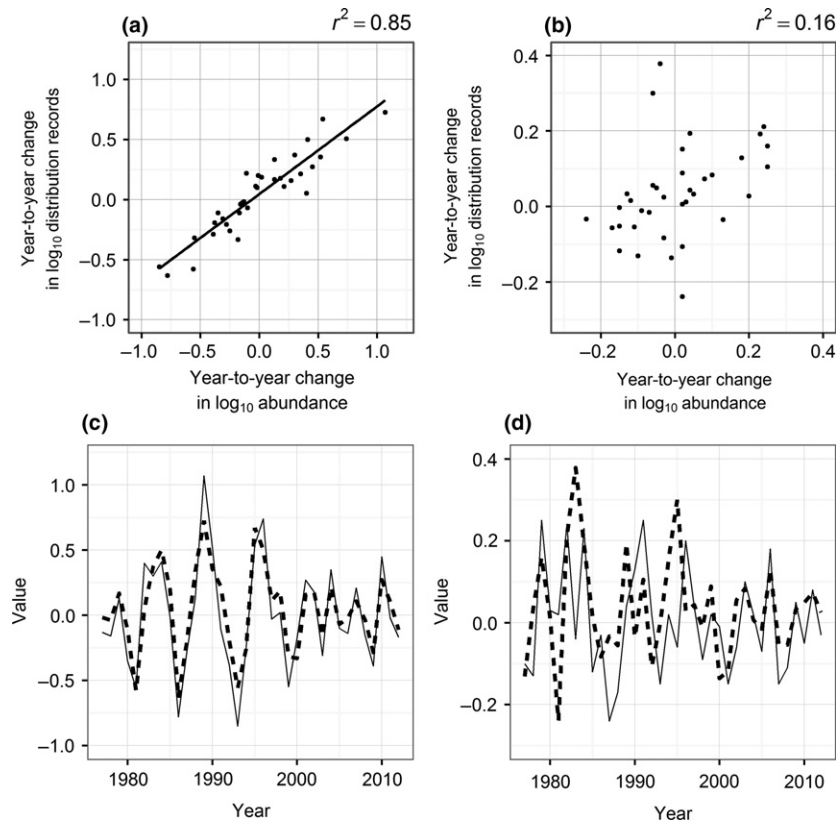 (a)
r² = 0.85
Year-to-year change
in log₁₀ distribution records
1.0
0.5
0.0
−0.5
−1.0
−1.0 −0.5 0.0 0.5 1.0
Year-to-year change
in log₁₀ abundance
(b)
r² = 0.16
Year-to-year change
in log₁₀ distribution records
0.4
0.2
0.0
−0.2
−0.2 0.0 0.2 0.4
Year-to-year change
in log₁₀ abundance
(c)
Value
1.0
0.5
0.0
−0.5
−1.0
1980 1990 2000 2010
Year
(d)
Value
0.4
0.2
0.0
−0.2
1980 1990 2000 2010
Year